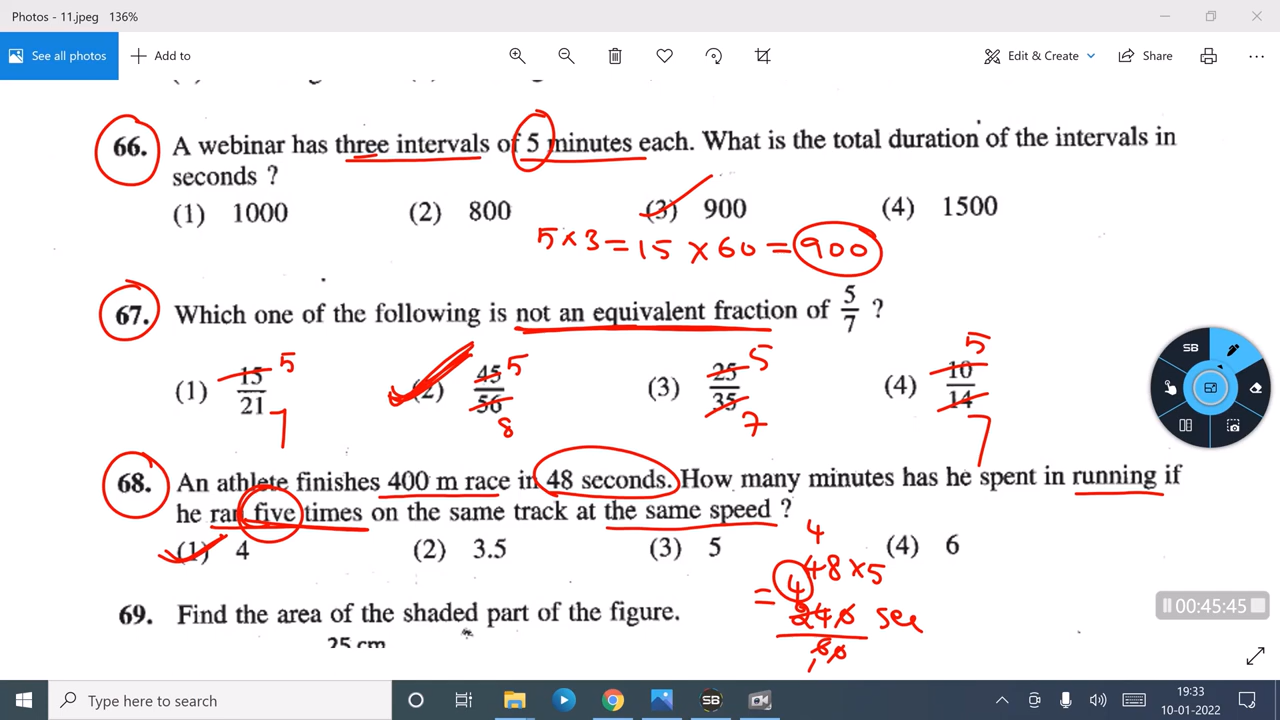 Photos - 11.jpeg 136%
See all photos
Add to
Edit & Create
Share
66. A webinar has three intervals of 5 minutes each. What is the total duration of the intervals in
seconds ?
(1) 1000 (2) 800 (3) 900 (4) 1500
5 × 3 = 15 × 60 = 900
67. Which one of the following is not an equivalent fraction of 5/7 ?
(1) 15/21 (2) 45/56 (3) 25/35 (4) 10/14
5 5 5 5
7 8 7 7
68. An athlete finishes 400 m race in 48 seconds. How many minutes has he spent in running if
he ran five times on the same track at the same speed ?
(1) 4 (2) 3.5 (3) 5 (4) 6
4
48 × 5
= 4
240 sec
60
69. Find the area of the shaded part of the figure.
25 cm
SB
00:45:45
Type here to search
SB
19:33
10-01-2022